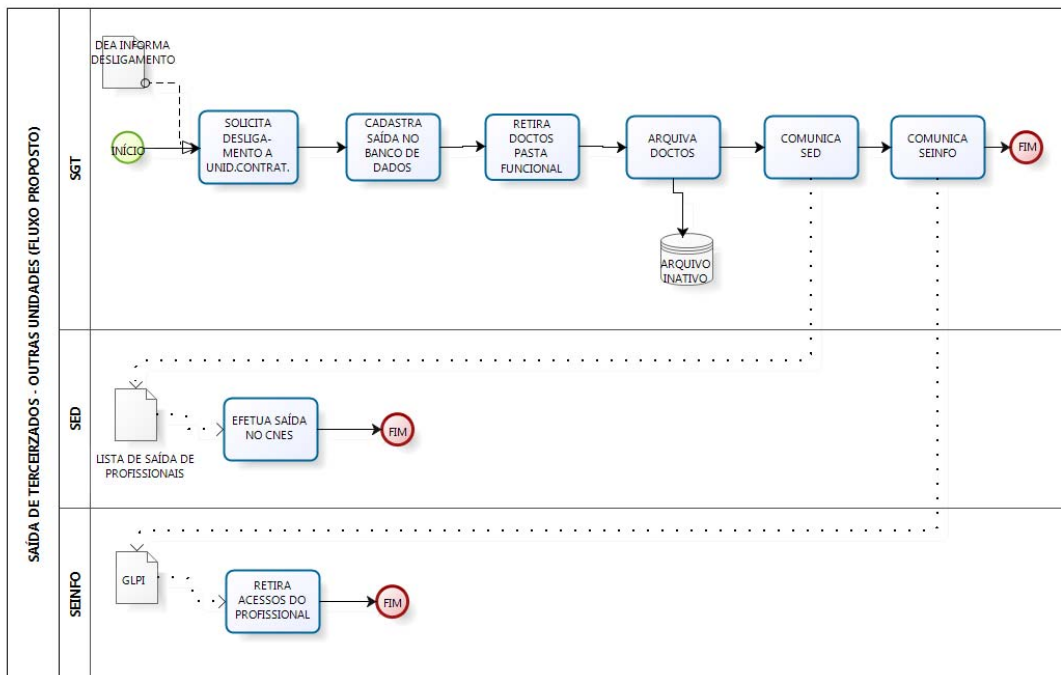 SAÍDA DE TERCEIRZADOS - OUTRAS UNIDADES (FLUXO PROPOSTO)
SGT
DEA INFORMA
DESLIGAMENTO
INÍCIO
SOLICITA
DESLIGA-
MENTO A
UNID.CONTRAT.
CADASTRA
SAÍDA NO
BANCO DE
DADOS
RETIRA
DOCTOS
PASTA
FUNCIONAL
ARQUIVA
DOCTOS
COMUNICA
SED
COMUNICA
SEINFO
FIM
ARQUIVO
INATIVO
SED
LISTA DE SAÍDA DE
PROFISSIONAIS
EFETUA SAÍDA
NO CNES
FIM
SEINFO
GLPI
RETIRA
ACESSOS DO
PROFISSIONAL
FIM